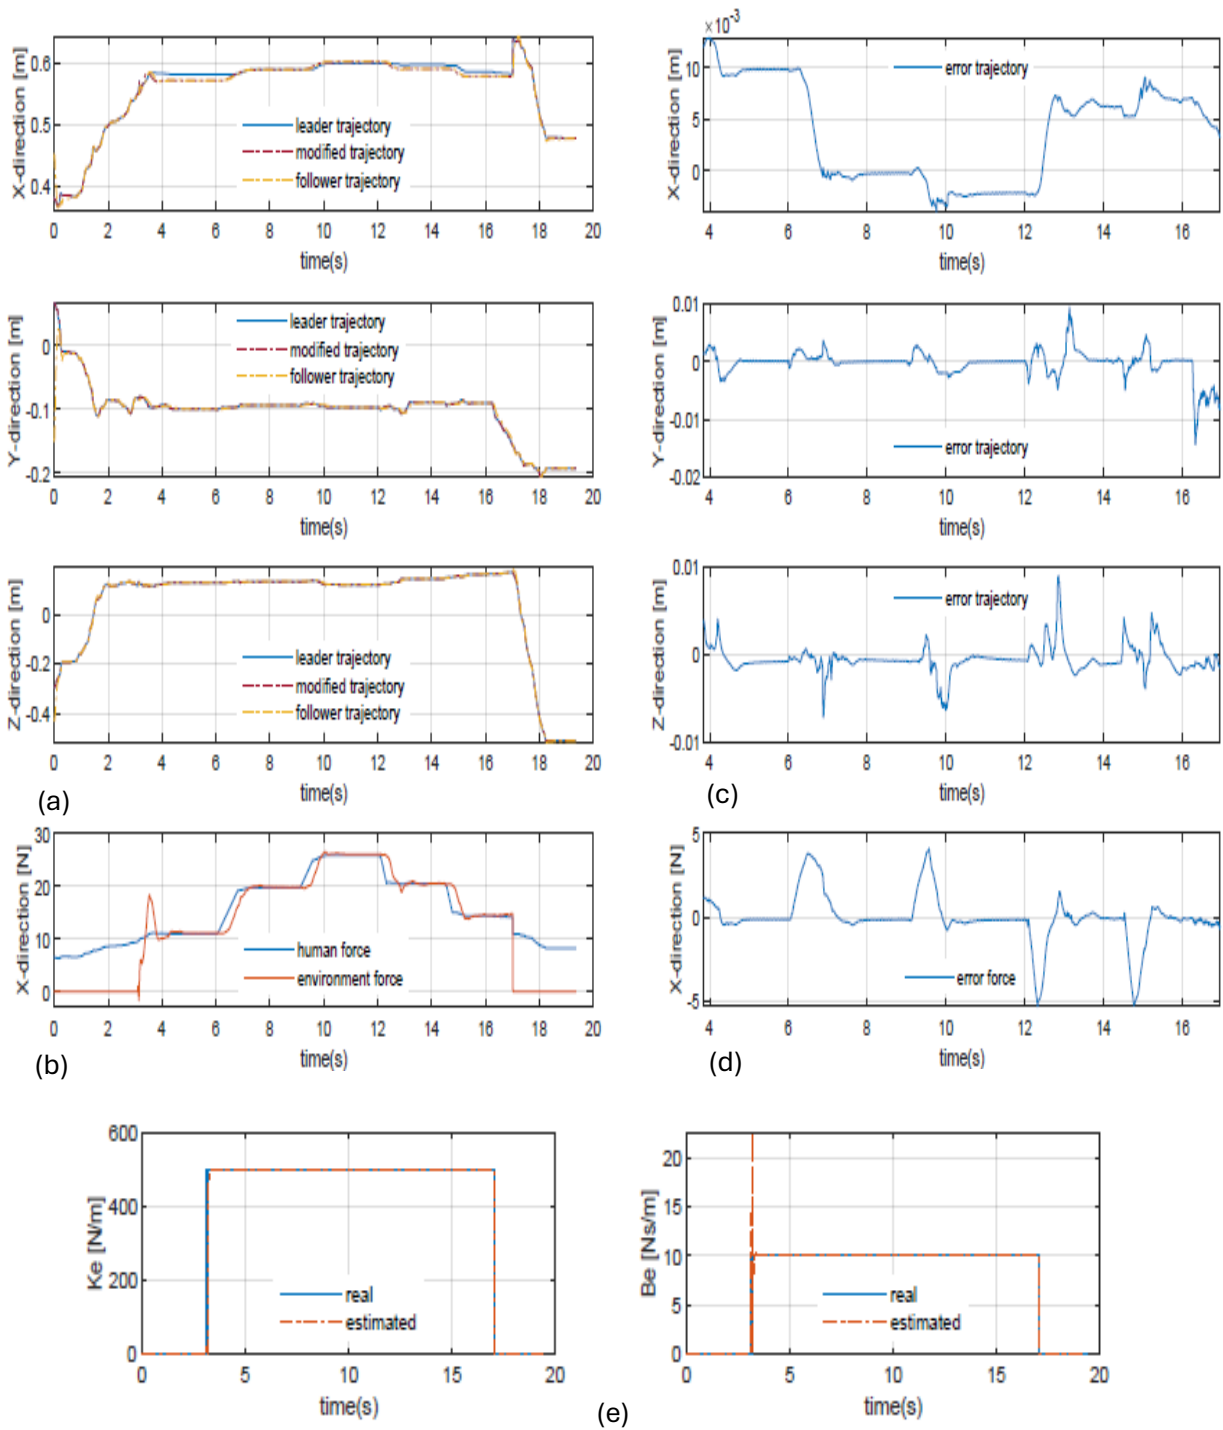 X-direction [m]
0.6
0.5
0.4
leader trajectory
modified trajectory
follower trajectory
0 2 4 6 8 10 12 14 16 18 20
time(s)
Y-direction [m]
0
-0.1
-0.2
leader trajectory
modified trajectory
follower trajectory
0 2 4 6 8 10 12 14 16 18 20
time(s)
Z-direction [m]
0
-0.2
-0.4
leader trajectory
modified trajectory
follower trajectory
0 2 4 6 8 10 12 14 16 18 20
time(s)
(a)
X-direction [N]
30
20
10
0
human force
environment force
0 2 4 6 8 10 12 14 16 18 20
time(s)
(b)
×10⁻³
X-direction [m]
10
5
0
error trajectory
4 6 8 10 12 14 16
time(s)
Y-direction [m]
0.01
0
-0.01
-0.02
error trajectory
4 6 8 10 12 14 16
time(s)
Z-direction [m]
0.01
0
-0.01
error trajectory
4 6 8 10 12 14 16
time(s)
(c)
X-direction [N]
5
0
-5
error force
4 6 8 10 12 14 16
time(s)
(d)
Ke [N/m]
600
400
200
0
real
estimated
0 5 10 15 20
time(s)
Be [Ns/m]
20
15
10
5
0
real
estimated
0 5 10 15 20
time(s)
(e)